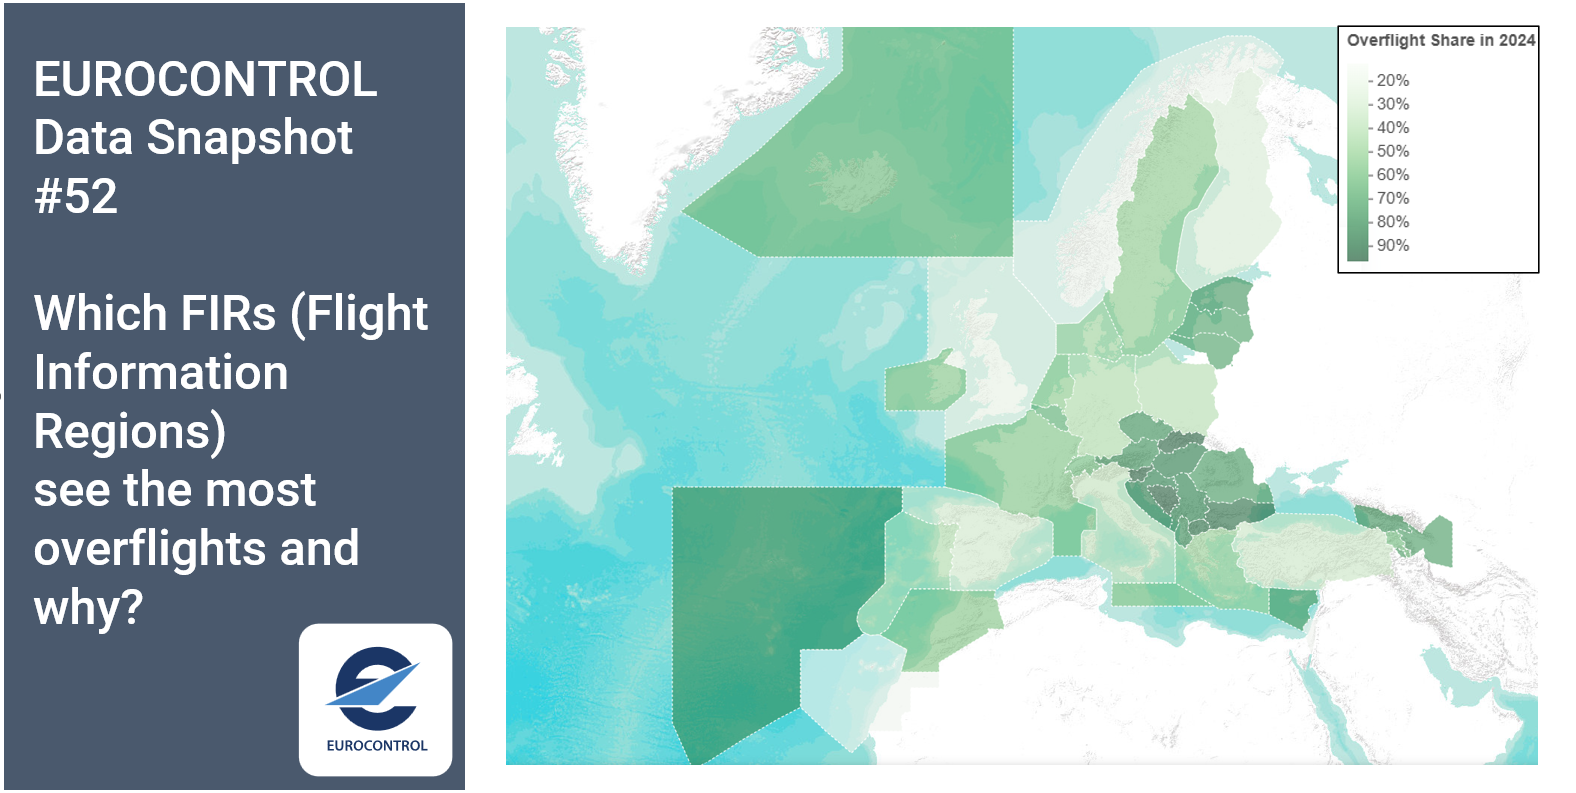 EUROCONTROL
Data Snapshot
#52
Which FIRs (Flight
Information
Regions)
see the most
overflights and
why?
EUROCONTROL
Overflight Share in 2024
20%
30%
40%
50%
60%
70%
80%
90%